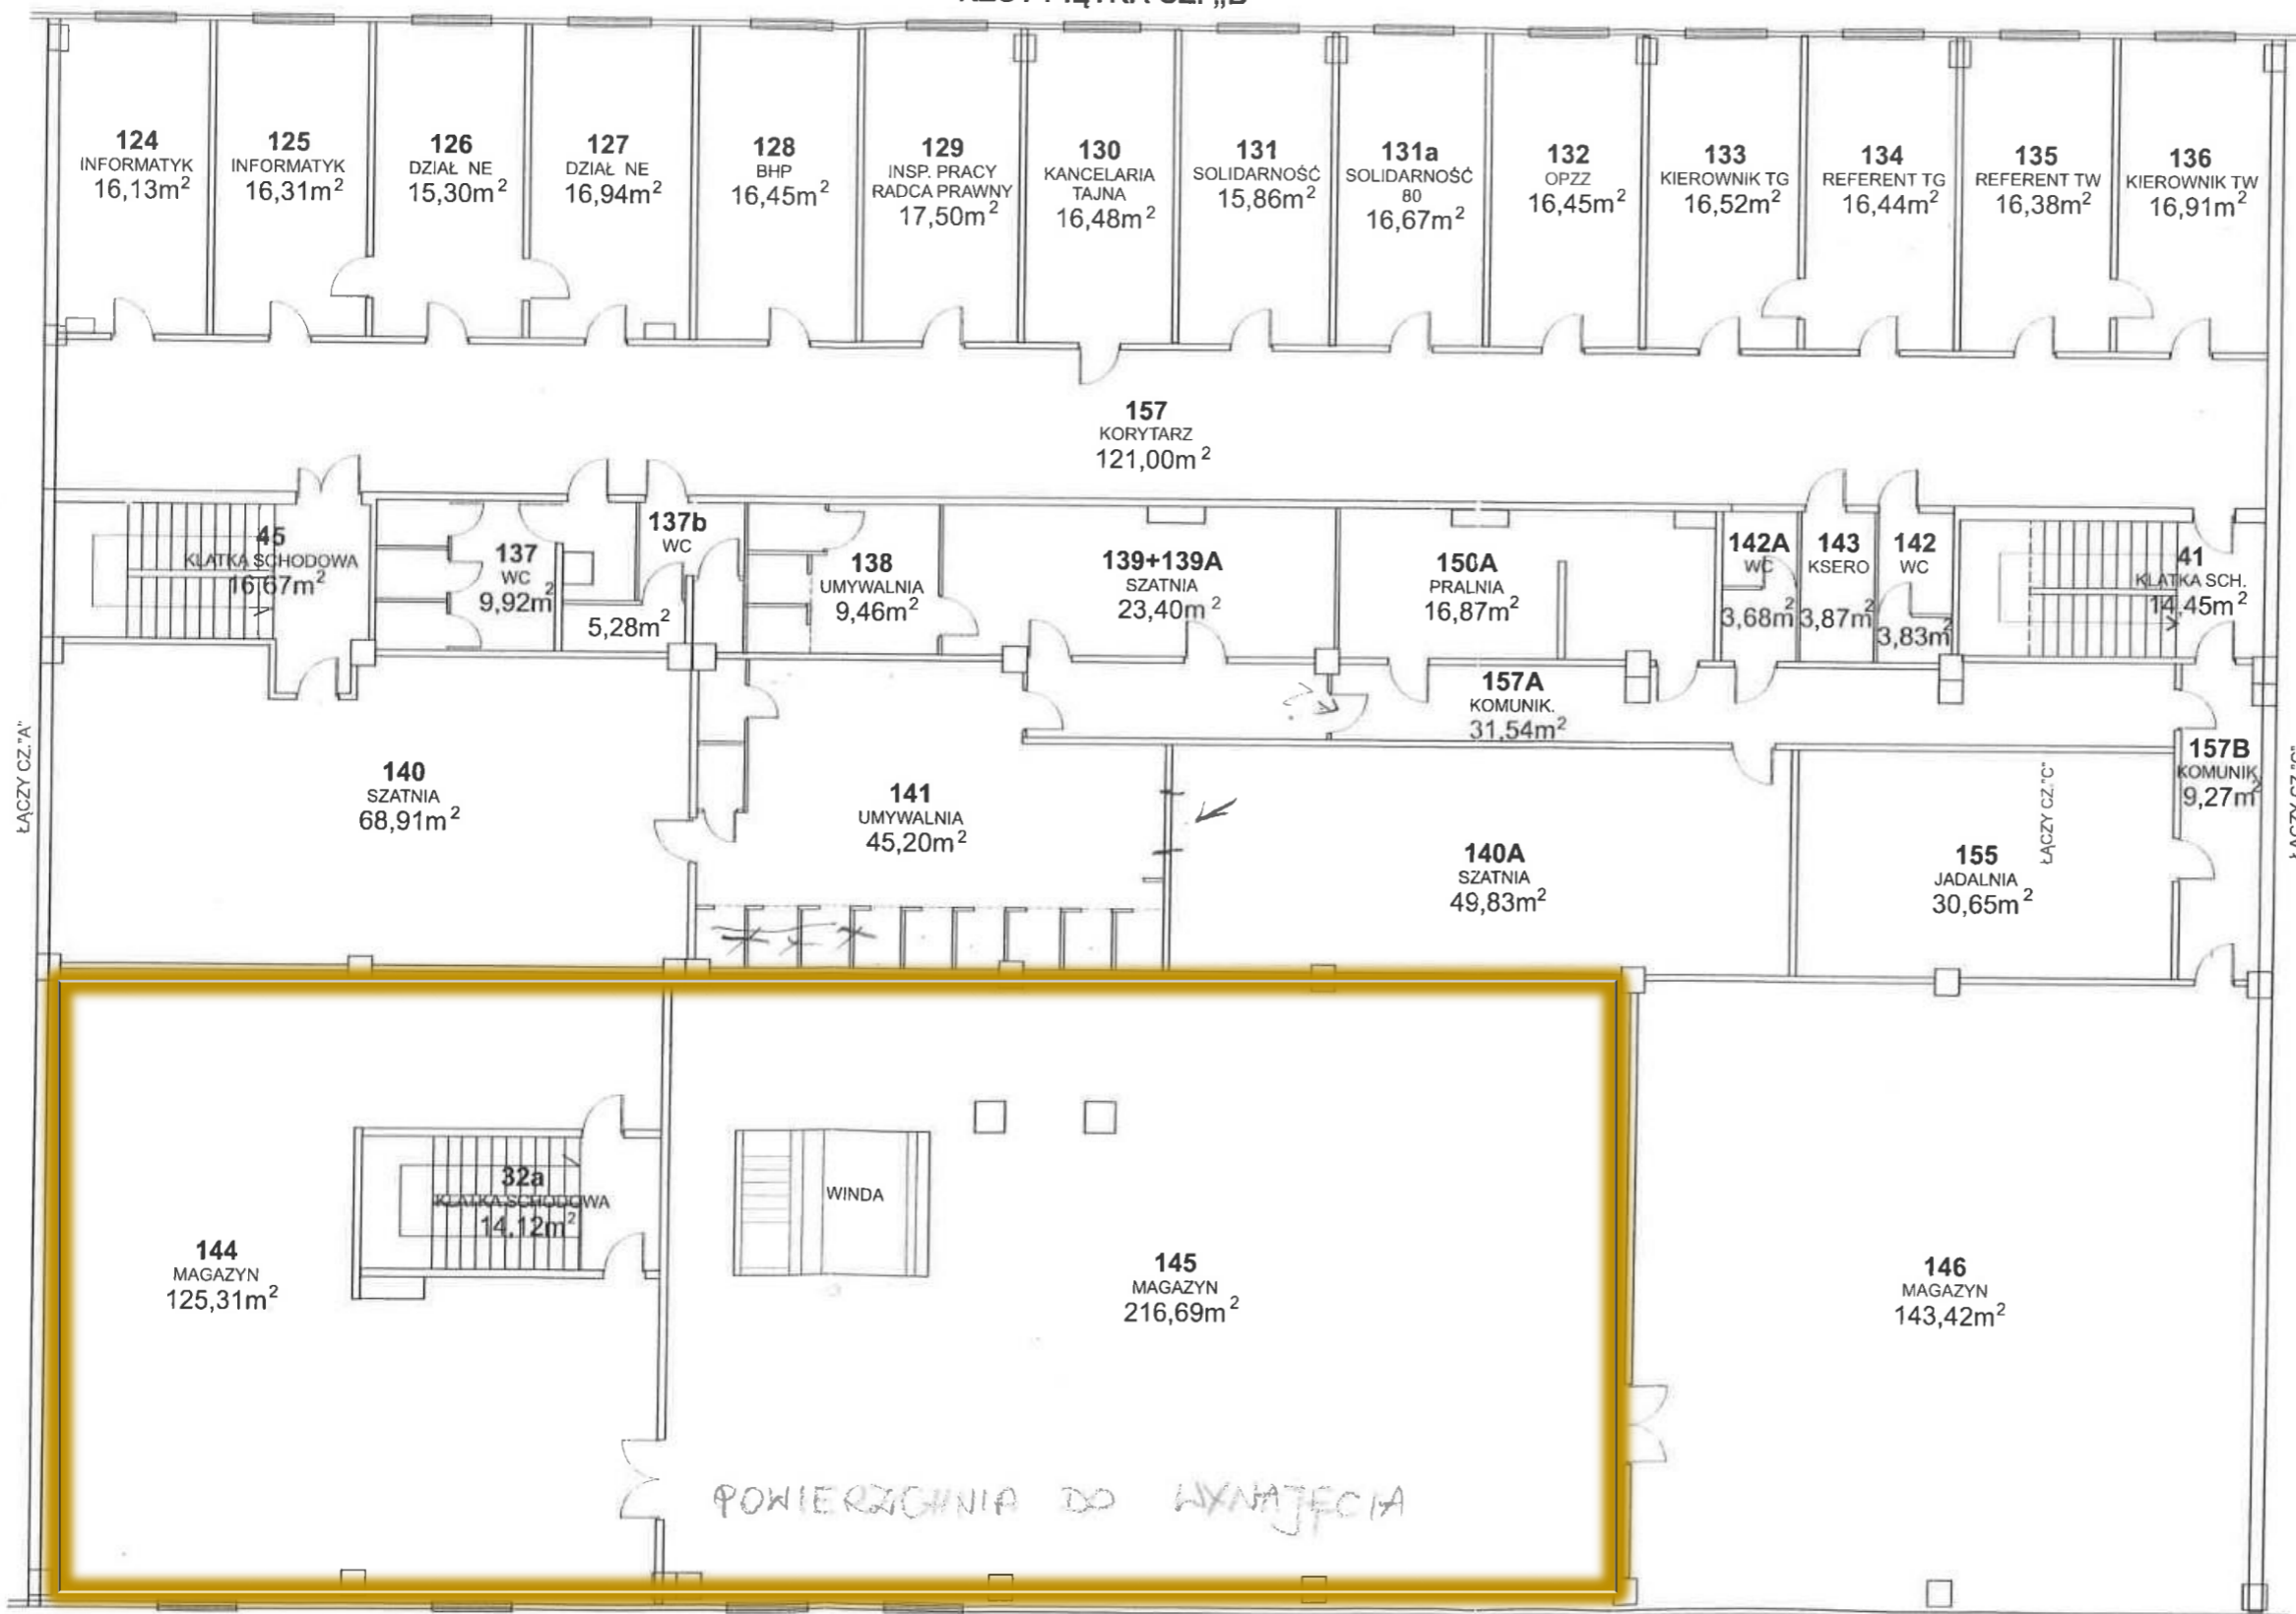 124
INFORMATYK
16,13m²
125
INFORMATYK
16,31m²
126
DZIAŁ NE
15,30m²
127
DZIAŁ NE
16,94m²
128
BHP
16,45m²
129
INSP. PRACY
RADCA PRAWNY
17,50m²
130
KANCELARIA
TAJNA
16,48m²
131
SOLIDARNOŚĆ
15,86m²
131a
SOLIDARNOŚĆ
80
16,67m²
132
OPZZ
16,45m²
133
KIEROWNIK TG
16,52m²
134
REFERENT TG
16,44m²
135
REFERENT TW
16,38m²
136
KIEROWNIK TW
16,91m²
157
KORYTARZ
121,00m²
45
KLATKA SCHODOWA
16,67m²
137
WC
9,92m²
137b
WC
5,28m²
138
UMYWALNIA
9,46m²
139+139A
SZATNIA
23,40m²
150A
PRALNIA
16,87m²
142A
WC
3,68m²
143
KSERO
3,87m²
142
WC
3,83m²
41
KLATKA SCH.
14,45m²
157A
KOMUNIK.
31,54m²
157B
KOMUNIK.
9,27m²
ŁĄCZY CZ."A"
140
SZATNIA
68,91m²
141
UMYWALNIA
45,20m²
140A
SZATNIA
49,83m²
155
JADALNIA
30,65m²
ŁĄCZY CZ."C"
32a
KLATKA SCHODOWA
14,12m²
WINDA
144
MAGAZYN
125,31m²
145
MAGAZYN
216,69m²
146
MAGAZYN
143,42m²
POWIERZCHNIA DO WYNAJĘCIA